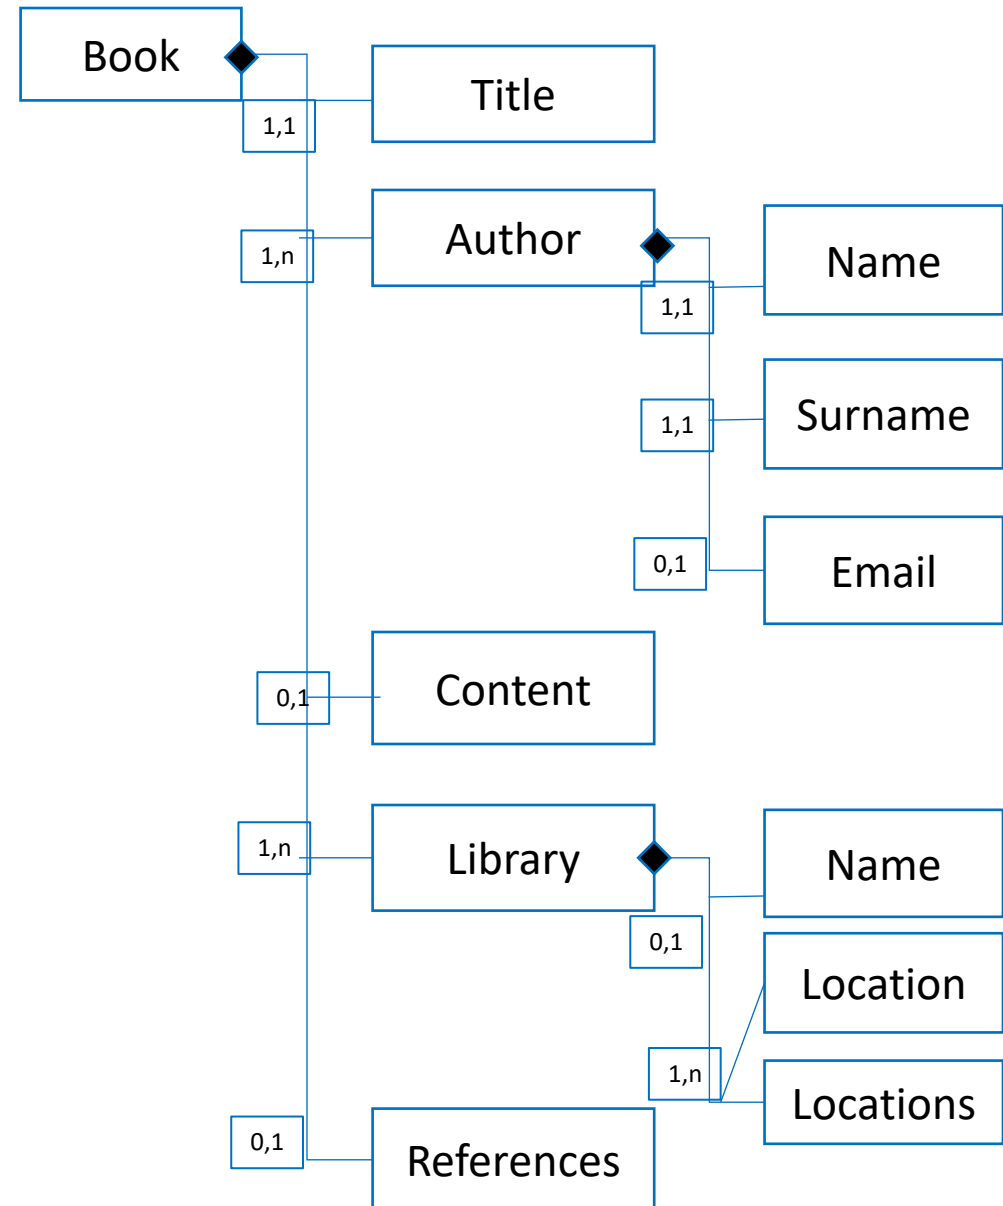 Book
Title
1,1
Author
1,n
Name
1,1
Surname
1,1
Email
0,1
Content
0,1
Library
1,n
Name
0,1
Location
1,n
Locations
References
0,1